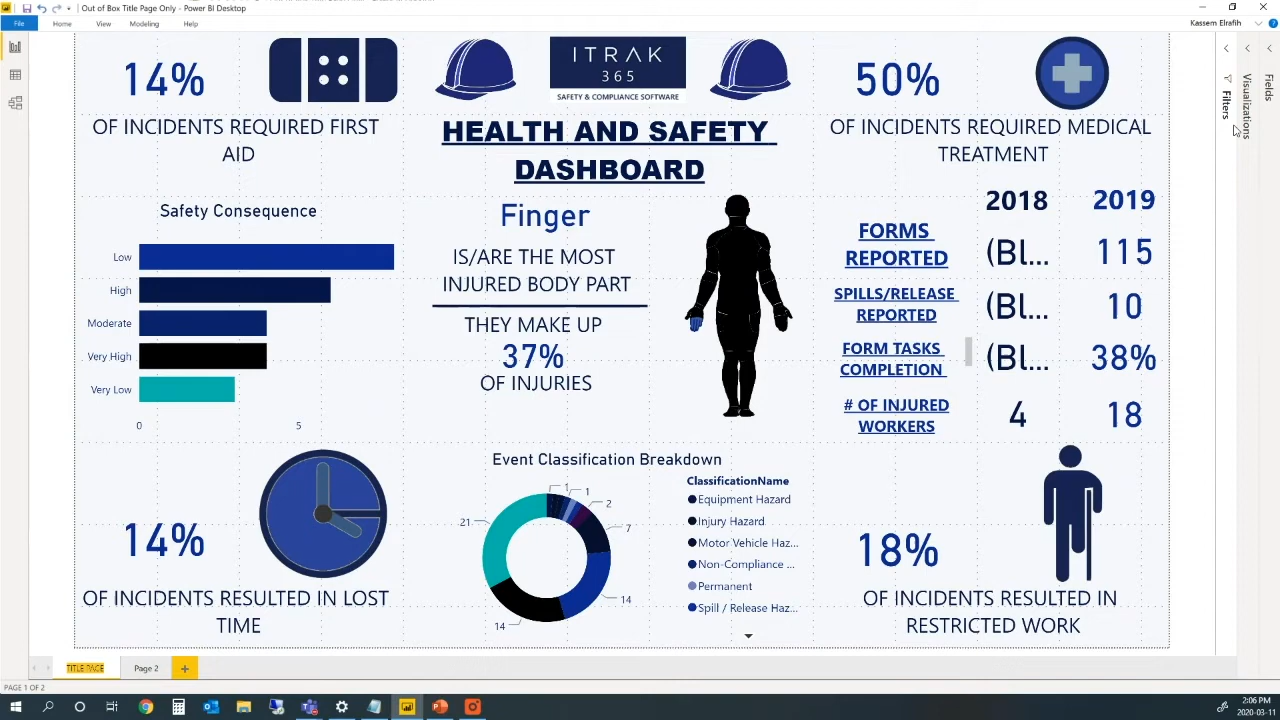 Out of Box Title Page Only - Power BI Desktop
Kassem Elrafih
File
Home
View
Modeling
Help
14%
OF INCIDENTS REQUIRED FIRST
AID
ITRAK
365
SAFETY & COMPLIANCE SOFTWARE
HEALTH AND SAFETY
DASHBOARD
50%
OF INCIDENTS REQUIRED MEDICAL
TREATMENT
Filters
Visualizations
Fields
Safety Consequence
Low
High
Moderate
Very High
Very Low
0
5
Finger
IS/ARE THE MOST
INJURED BODY PART
THEY MAKE UP
37%
OF INJURIES
2018
2019
FORMS
REPORTED
(Bl...
115
SPILLS/RELEASE
REPORTED
(Bl...
10
FORM TASKS
COMPLETION
(Bl...
38%
# OF INJURED
WORKERS
4
18
14%
OF INCIDENTS RESULTED IN LOST
TIME
Event Classification Breakdown
1
1
2
7
14
14
21
ClassificationName
Equipment Hazard
Injury Hazard
Motor Vehicle Haz...
Non-Compliance ...
Permanent
Spill / Release Haz...
18%
OF INCIDENTS RESULTED IN
RESTRICTED WORK
TITLE PAGE
Page 2
+
PAGE 1 OF 2
2:06 PM
2020-03-11